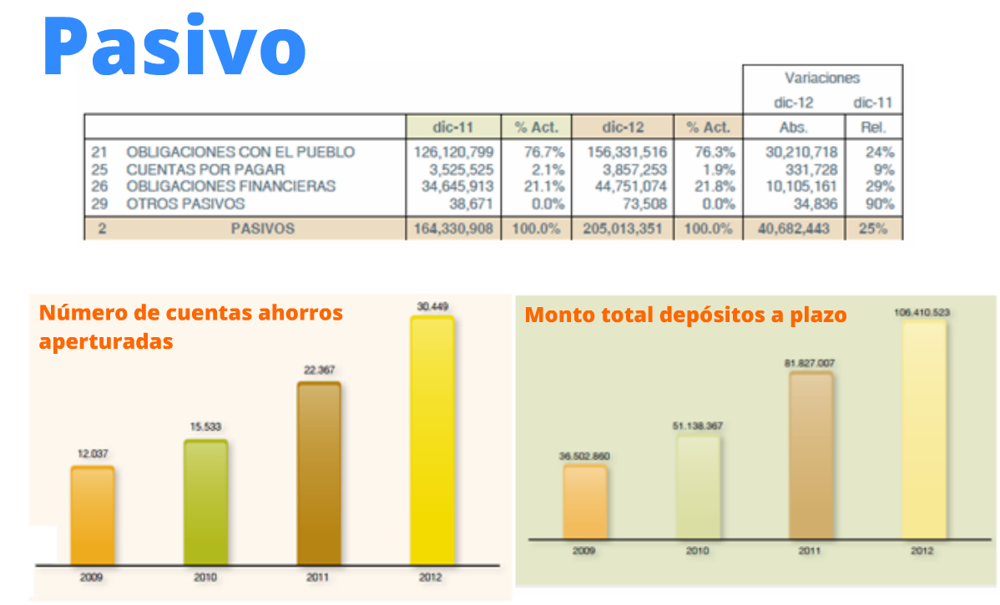 Pasivo
Variaciones
dic-12 dic-11
dic-11 % Act. dic-12 % Act. Abs. Rel.
21 OBLIGACIONES CON EL PUEBLO 126,120,799 76.7% 156,331,516 76.3% 30,210,718 24%
25 CUENTAS POR PAGAR 3,525,525 2.1% 3,857,253 1.9% 331,728 9%
26 OBLIGACIONES FINANCIERAS 34,645,913 21.1% 44,751,074 21.8% 10,105,161 29%
29 OTROS PASIVOS 38,671 0.0% 73,508 0.0% 34,836 90%
2 PASIVOS 164,330,908 100.0% 205,013,351 100.0% 40,682,443 25%
Número de cuentas ahorros
aperturadas
30.449
22.367
15.533
12.037
2009 2010 2011 2012
Monto total depósitos a plazo
106.410.523
81.827.007
51.138.367
36.502.860
2009 2010 2011 2012